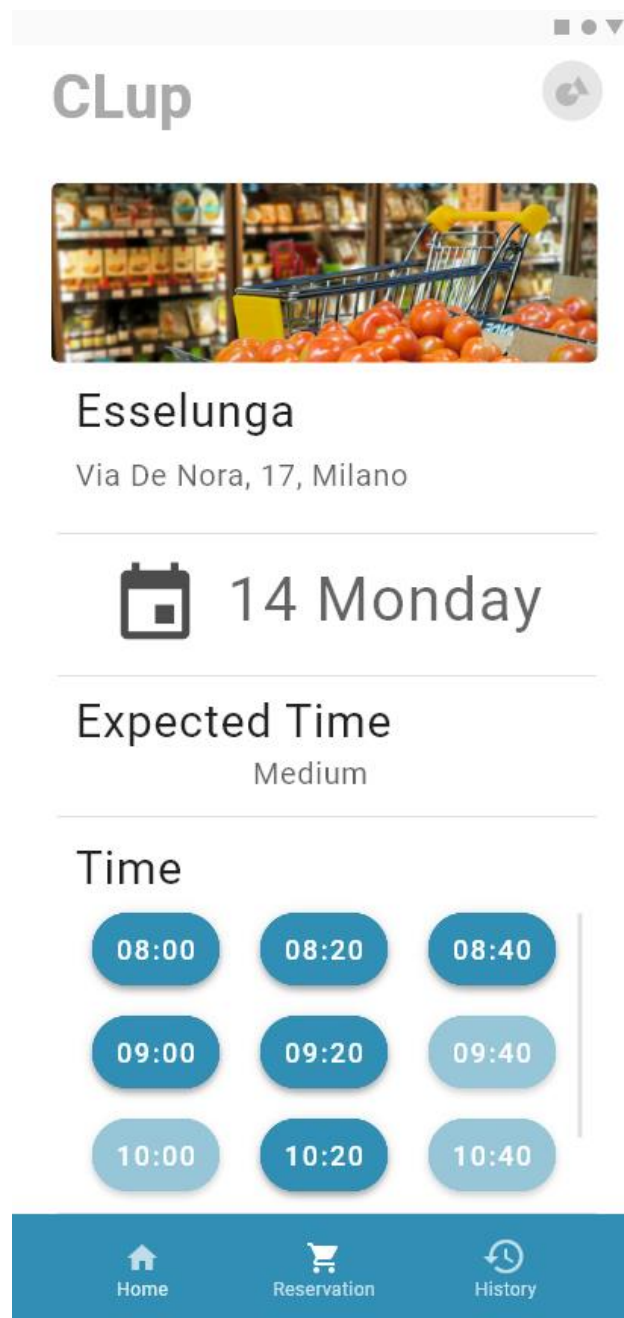 CLup
Esselunga
Via De Nora, 17, Milano
14 Monday
Expected Time
Medium
Time
08:00 08:20 08:40
09:00 09:20 09:40
10:00 10:20 10:40
Home Reservation History